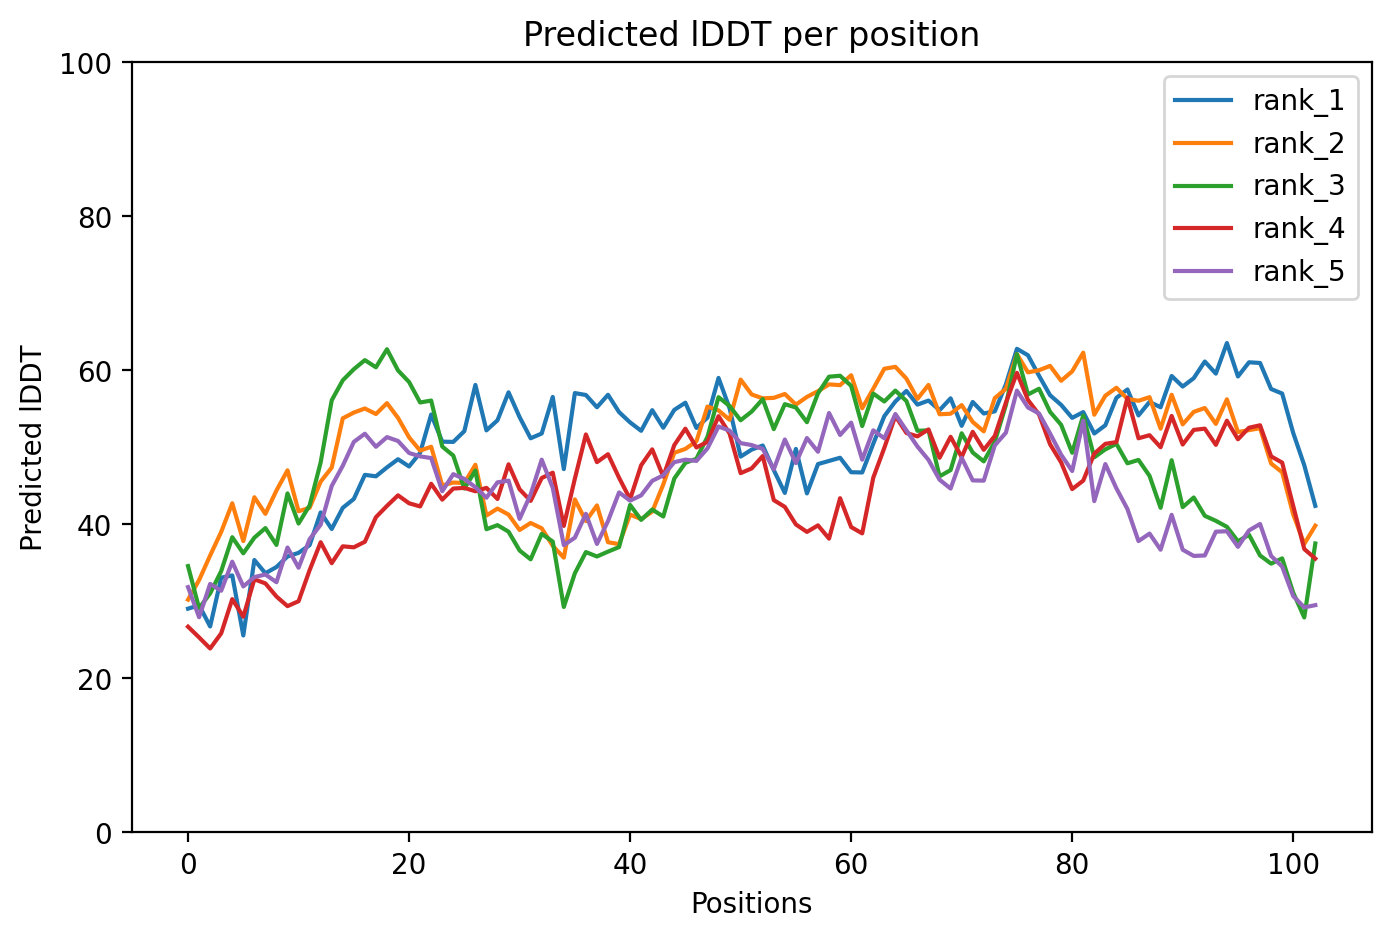 Predicted lDDT per position
100
80
60
40
20
0
Predicted lDDT
0 20 40 60 80 100
Positions
rank_1
rank_2
rank_3
rank_4
rank_5